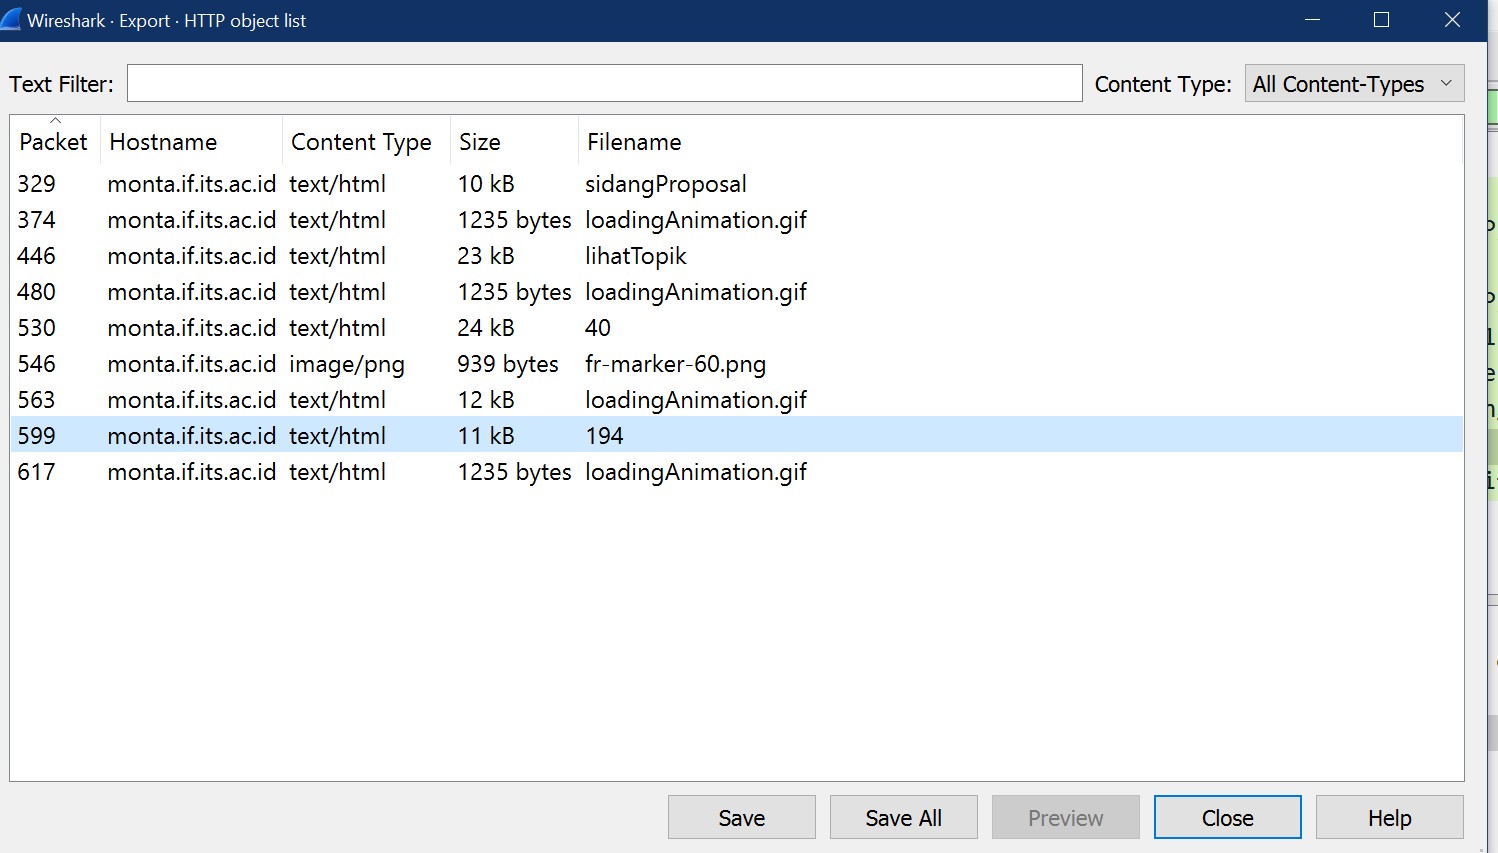 Wireshark · Export · HTTP object list
Text Filter: Content Type: All Content-Types
Packet Hostname Content Type Size Filename
329 monta.if.its.ac.id text/html 10 kB sidangProposal
374 monta.if.its.ac.id text/html 1235 bytes loadingAnimation.gif
446 monta.if.its.ac.id text/html 23 kB lihatTopik
480 monta.if.its.ac.id text/html 1235 bytes loadingAnimation.gif
530 monta.if.its.ac.id text/html 24 kB 40
546 monta.if.its.ac.id image/png 939 bytes fr-marker-60.png
563 monta.if.its.ac.id text/html 12 kB loadingAnimation.gif
599 monta.if.its.ac.id text/html 11 kB 194
617 monta.if.its.ac.id text/html 1235 bytes loadingAnimation.gif
Save Save All Preview Close Help